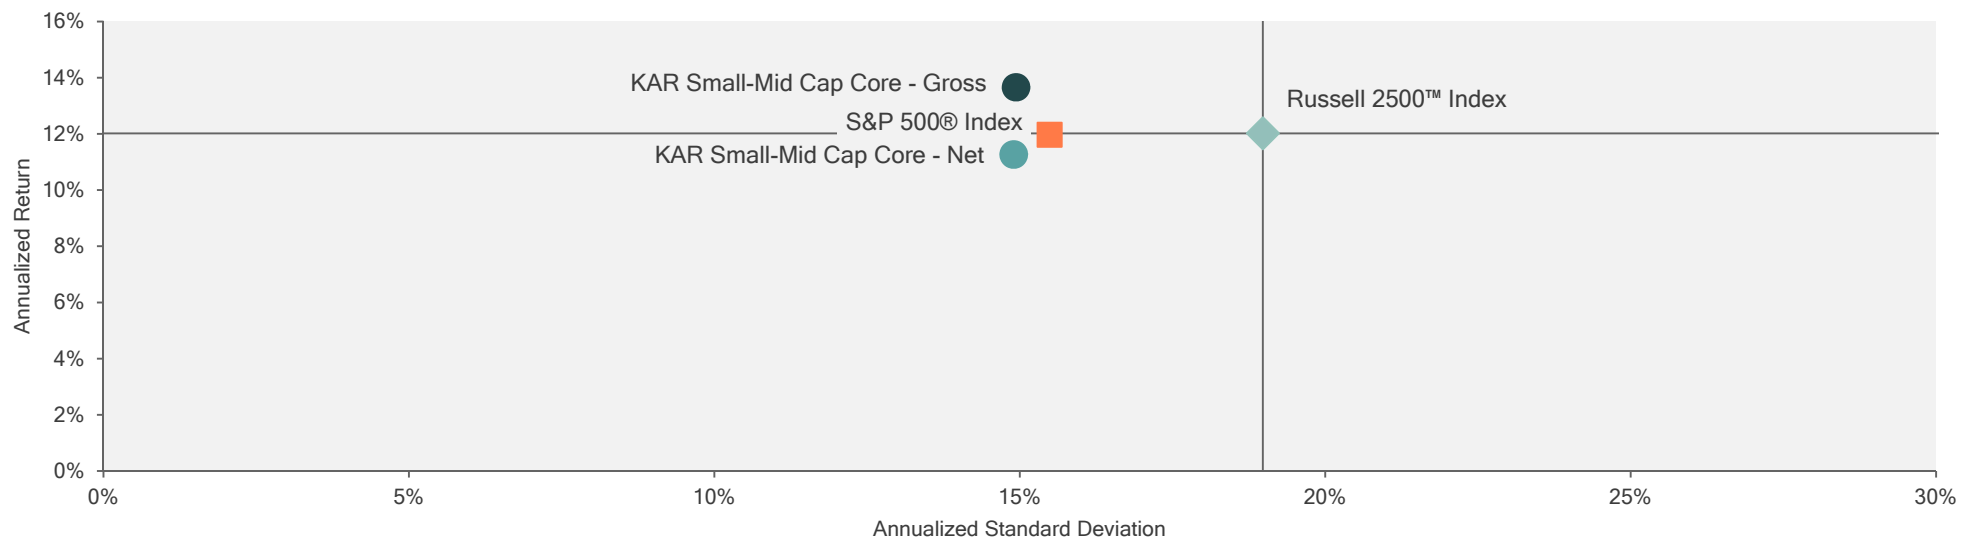 16%
14%
12%
10%
8%
6%
4%
2%
0%
Annualized Return
KAR Small-Mid Cap Core - Gross
Russell 2500™ Index
S&P 500® Index
KAR Small-Mid Cap Core - Net
0% 5% 10% 15% 20% 25% 30%
Annualized Standard Deviation